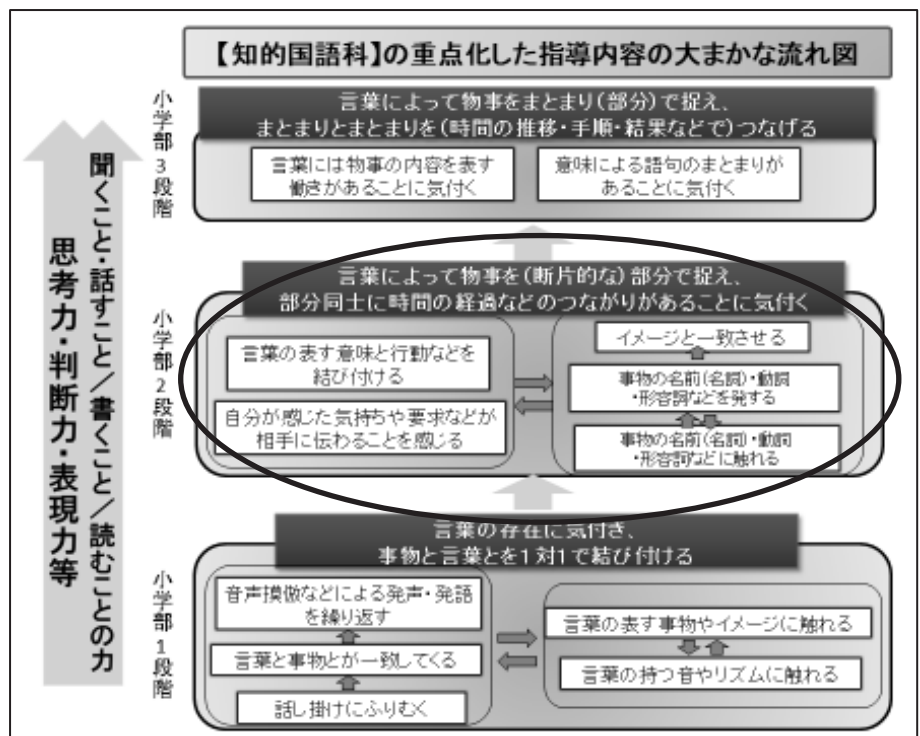 【知的国語科】の重点化した指導内容の大まかな流れ図
聞くこと・話すこと／書くこと／読むことの力
思考力・判断力・表現力等
小学部3段階
言葉によって物事をまとまり(部分)で捉え、
まとまりとまとまりを(時間の推移・手順・結果などで)つなげる
言葉には物事の内容を表す
働きがあることに気付く
意味による語句のまとまりが
あることに気付く
小学部2段階
言葉によって物事を(断片的な)部分で捉え、
部分同士に時間の経過などのつながりがあることに気付く
言葉の表す意味と行動などを
結び付ける
自分が感じた気持ちや要求などが
相手に伝わることを感じる
イメージと一致させる
事物の名前(名詞)・動詞
・形容詞などを発する
事物の名前(名詞)・動詞
・形容詞などに触れる
小学部1段階
言葉の存在に気付き、
事物と言葉とを1対1で結び付ける
音声摸倣などによる発声・発語
を繰り返す
言葉と事物とが一致してくる
話し掛けにふりむく
言葉の表す事物やイメージに触れる
言葉の持つ音やリズムに触れる